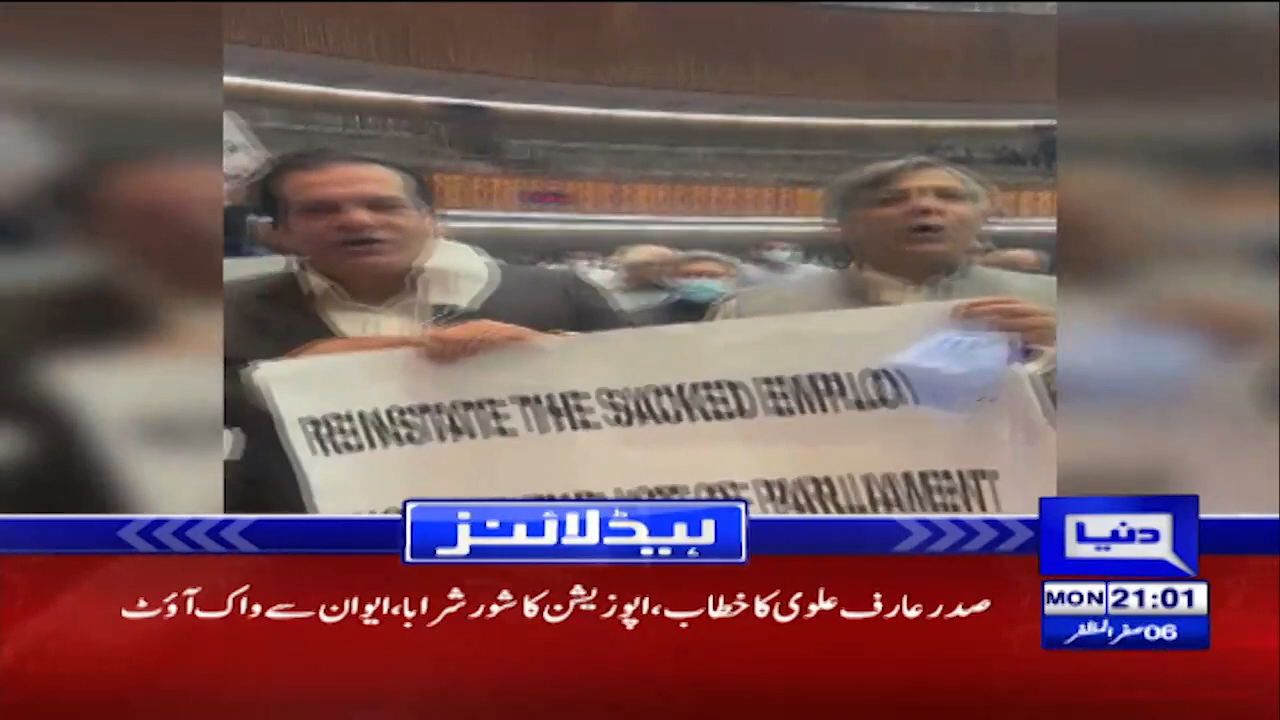 REINSTATE THE SACKED
OF PARLIAMENT
ہیڈلائنز
دنیا
صدر عارف علوی کا خطاب، اپوزیشن کا شور شرابا، ایوان سے واک آؤٹ
MON 21:01
06 صفر المظفر